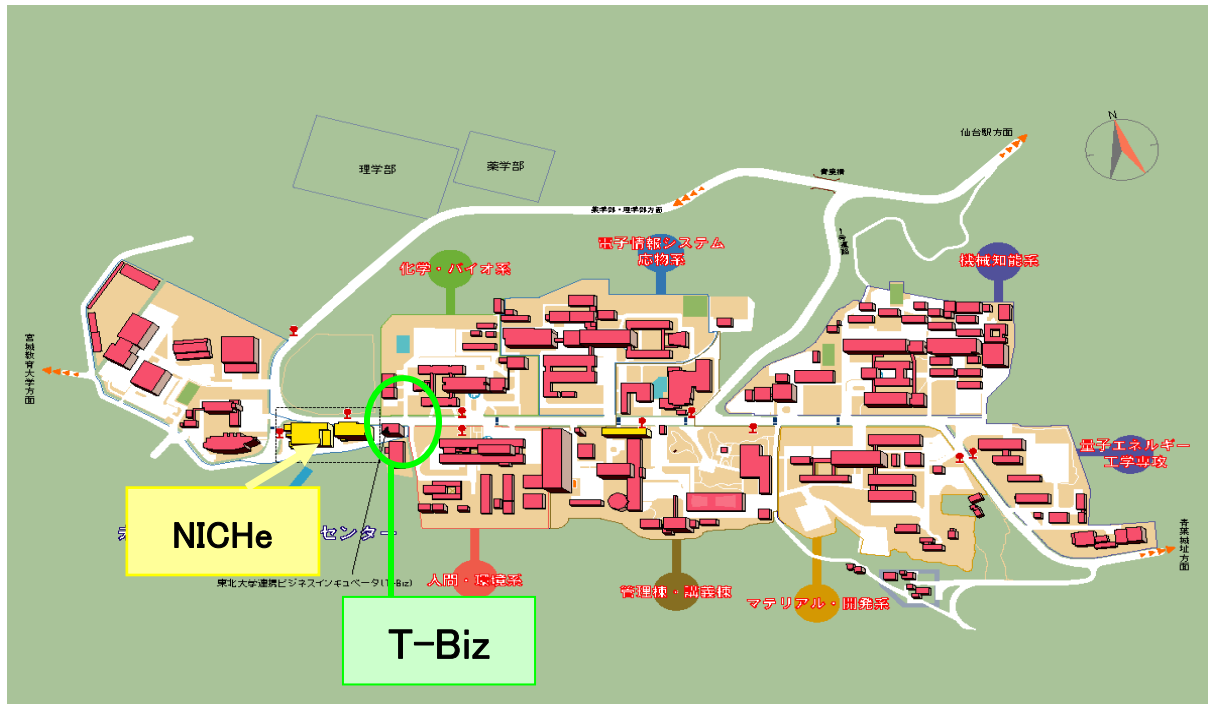 N
仙台駅方面
理学部
薬学部
青葉橋
薬学部・理学部方面
電子情報システム
応物系
化学・バイオ系
機械知能系
宮城教育大学方面
量子エネルギー
工学専攻
青葉城址方面
NICHe
センター
東北大学連携ビジネスインキュベータ(T-Biz)
人間・環境系
管理棟・講義棟
マテリアル・開発系
T-Biz